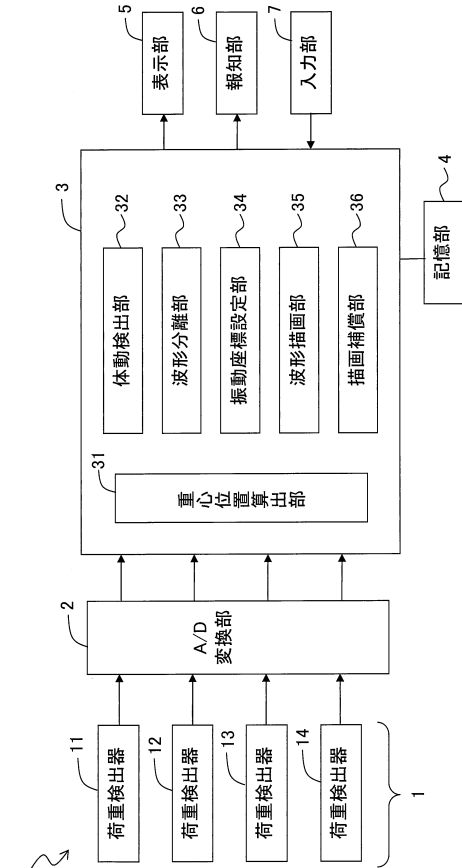 11
荷重検出器
12
荷重検出器
13
荷重検出器
14
荷重検出器
1
2
A/D
変換部
3
31
重心位置算出部
体動検出部
32
波形分離部
33
振動座標設定部
34
波形描画部
35
描画補償部
36
記憶部
4
5
表示部
6
報知部
7
入力部